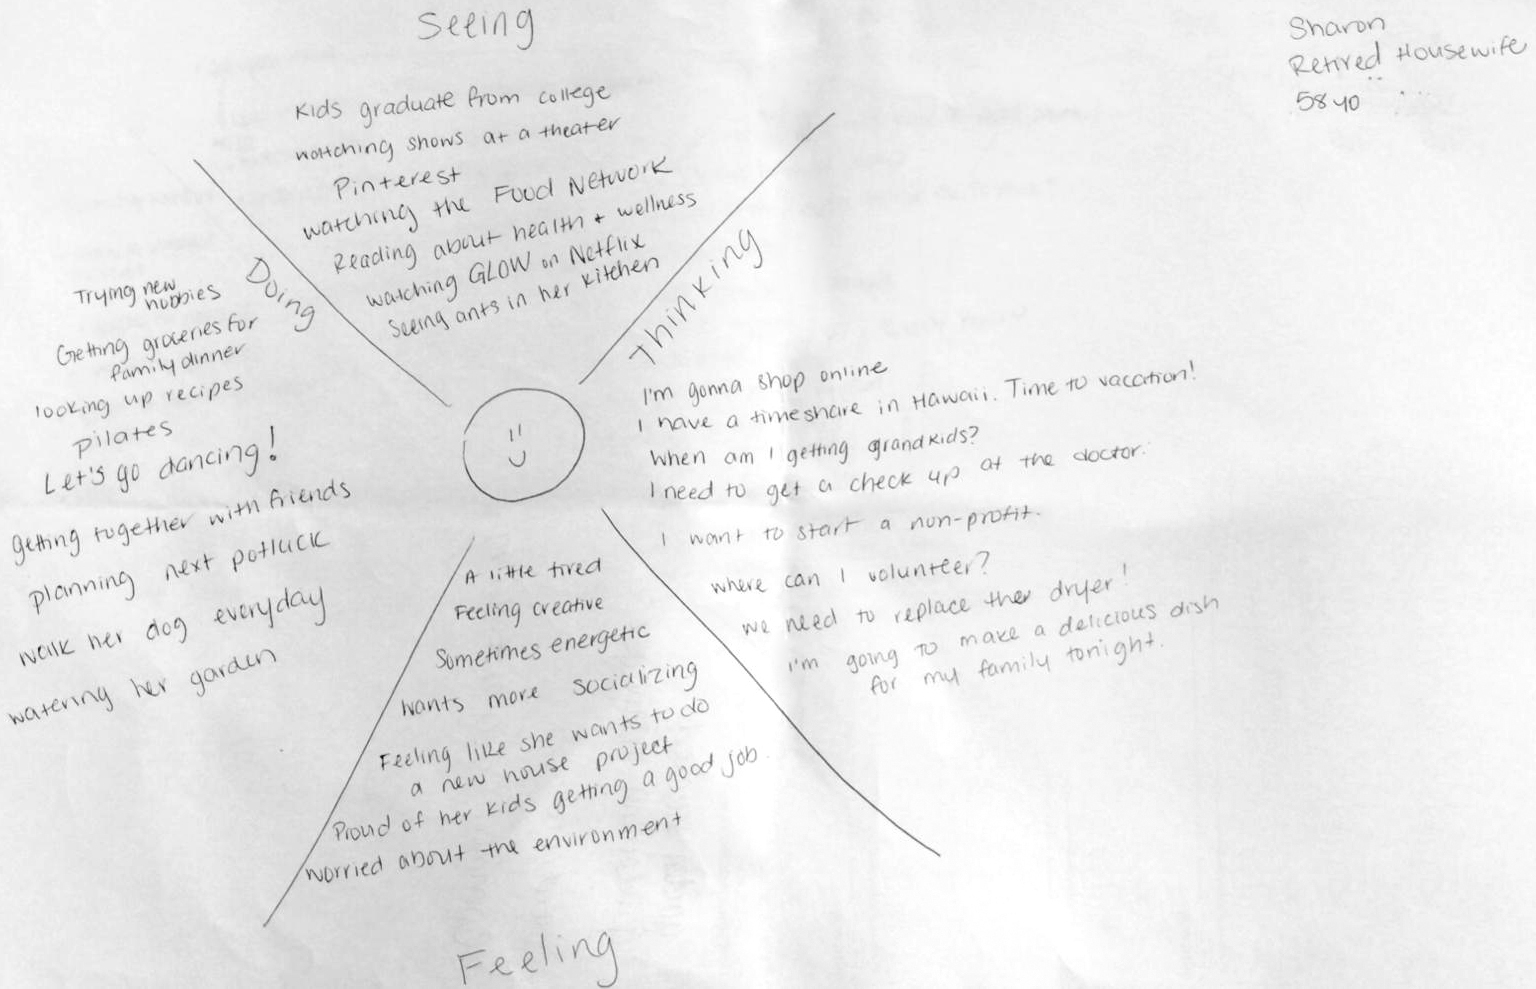 Seeing
Sharon
Retired Housewife
58 yo
Kids graduate from college
watching shows at a theater
Pinterest
watching the Food Network
Reading about health + wellness
watching GLOW on Netflix
Seeing ants in her kitchen
Doing
Trying new
hobbies
Getting groceries for
family dinner
looking up recipes
pilates
Let's go dancing!
getting together with friends
planning next potluck
walk her dog everyday
watering her garden
Thinking
I'm gonna shop online
I have a timeshare in Hawaii. Time to vacation!
When am I getting grandkids?
I need to get a check up at the doctor.
I want to start a non-profit.
where can I volunteer?
we need to replace ther dryer!
I'm going to make a delicious dish
for my family tonight.
A little tired
Feeling creative
Sometimes energetic
wants more socializing
Feeling like she wants to do
a new house project
Proud of her kids getting a good job
worried about the environment
Feeling